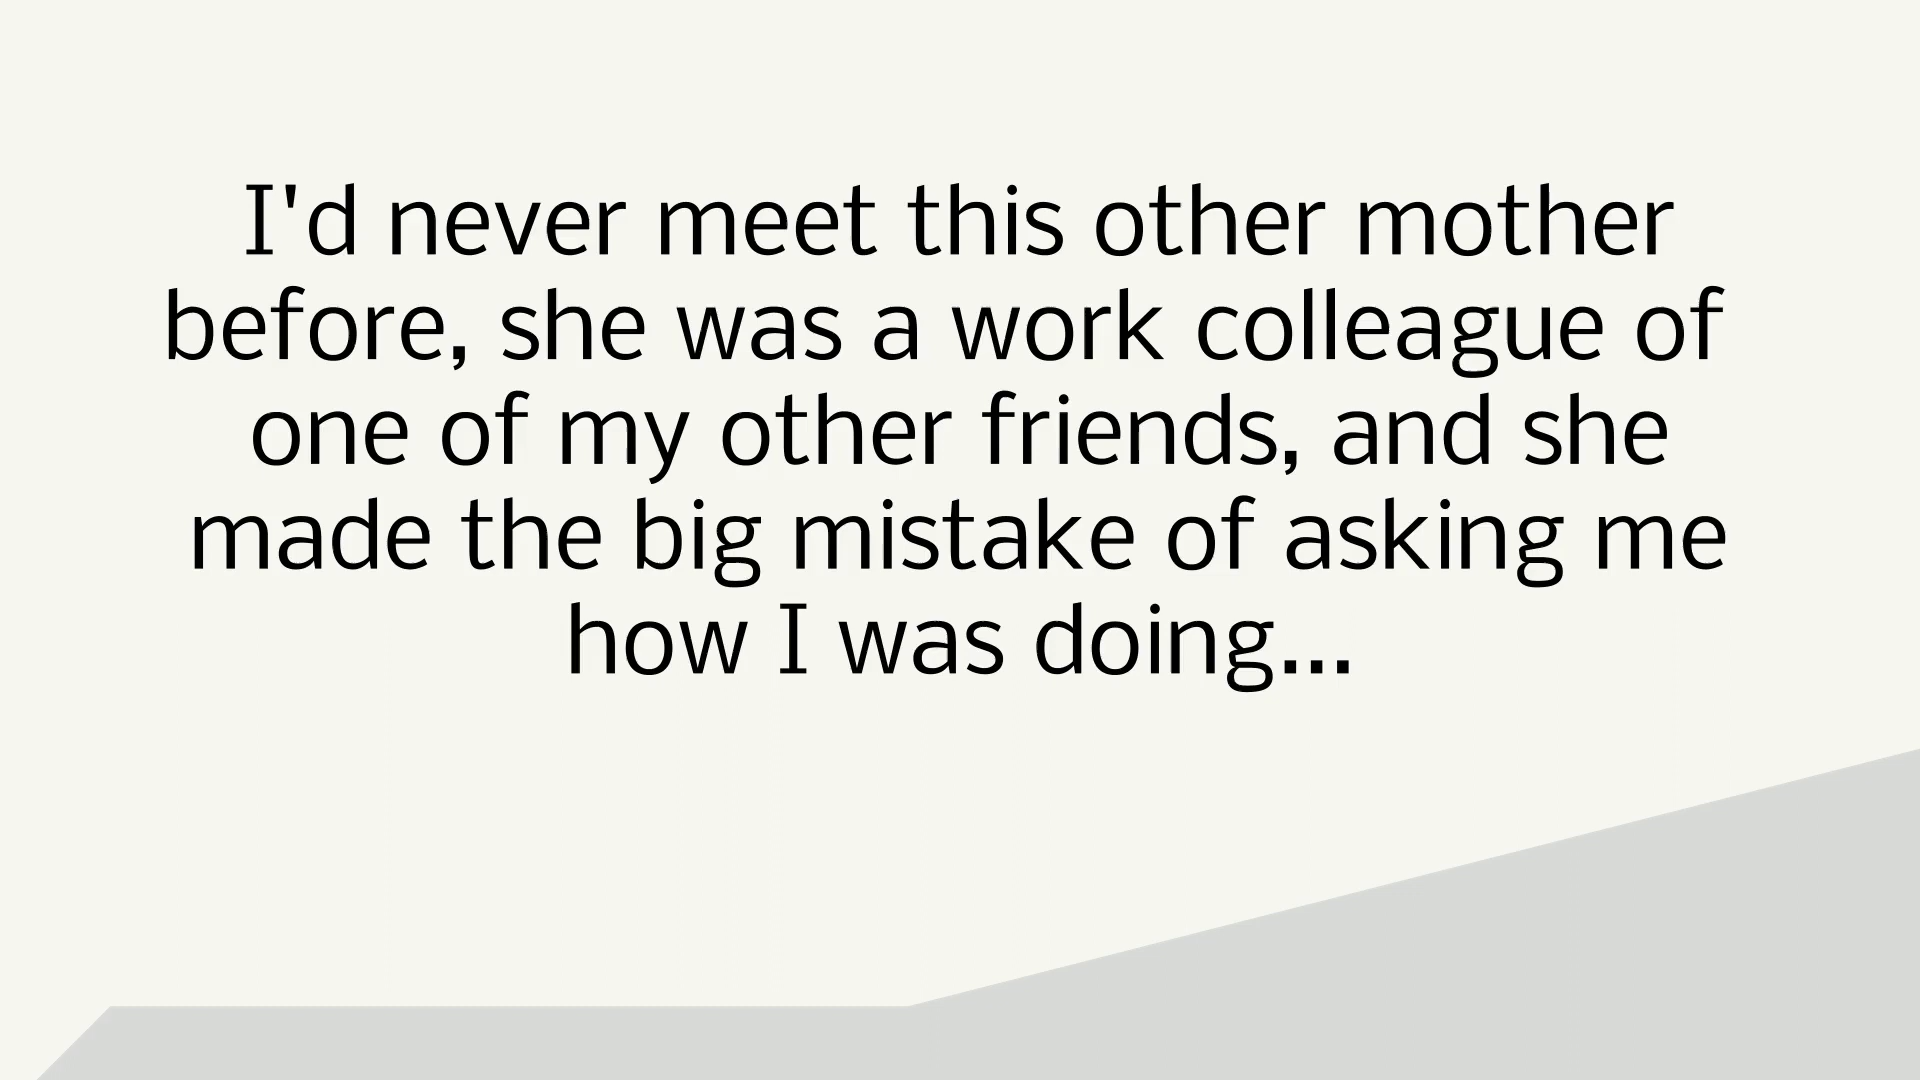 I'd never meet this other mother
before, she was a work colleague of
one of my other friends, and she
made the big mistake of asking me
how I was doing...